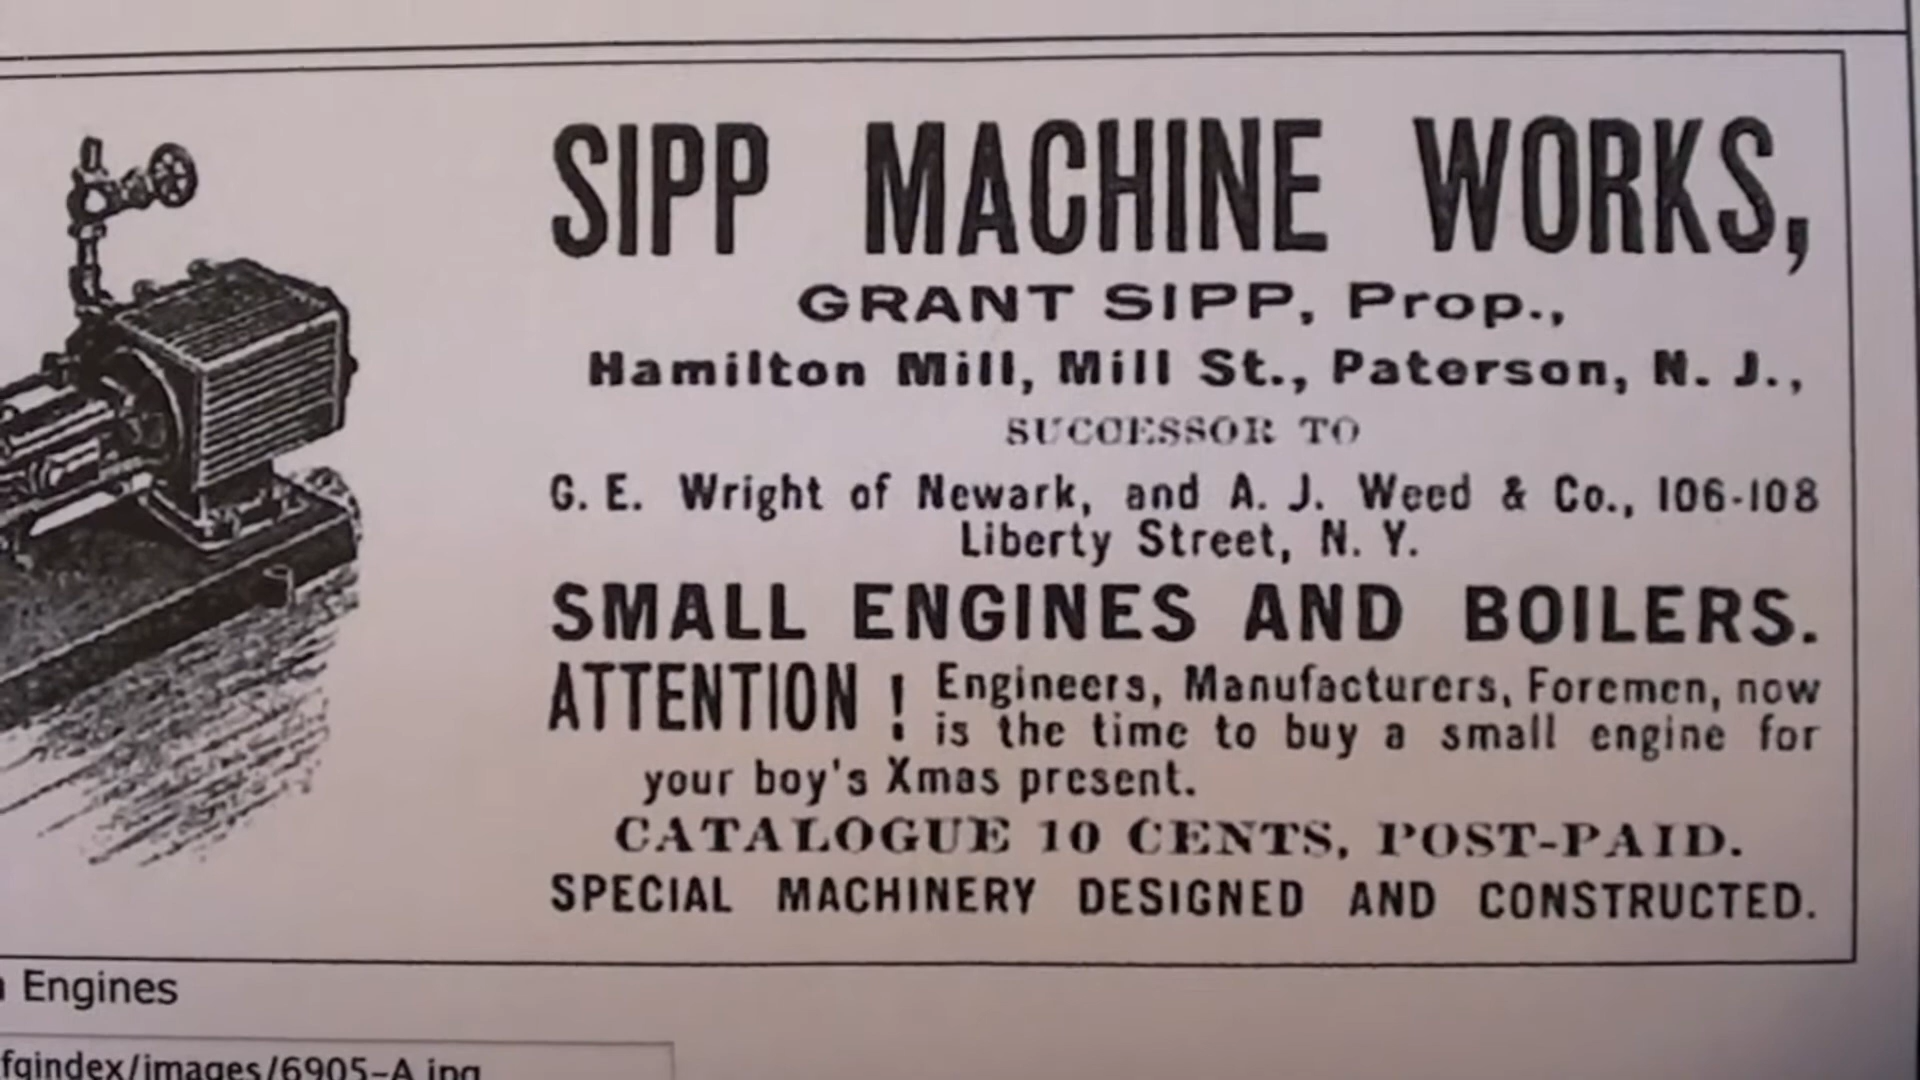 SIPP MACHINE WORKS,
GRANT SIPP, Prop.,
Hamilton Mill, Mill St., Paterson, N. J.,
SUCCESSOR TO
G. E. Wright of Newark, and A. J. Weed & Co., 106-108
Liberty Street, N. Y.
SMALL ENGINES AND BOILERS.
ATTENTION ! Engineers, Manufacturers, Foremen, now
is the time to buy a small engine for
your boy's Xmas present.
CATALOGUE 10 CENTS, POST-PAID.
SPECIAL MACHINERY DESIGNED AND CONSTRUCTED.
Engines
fgindex/images/6905-A.jpg